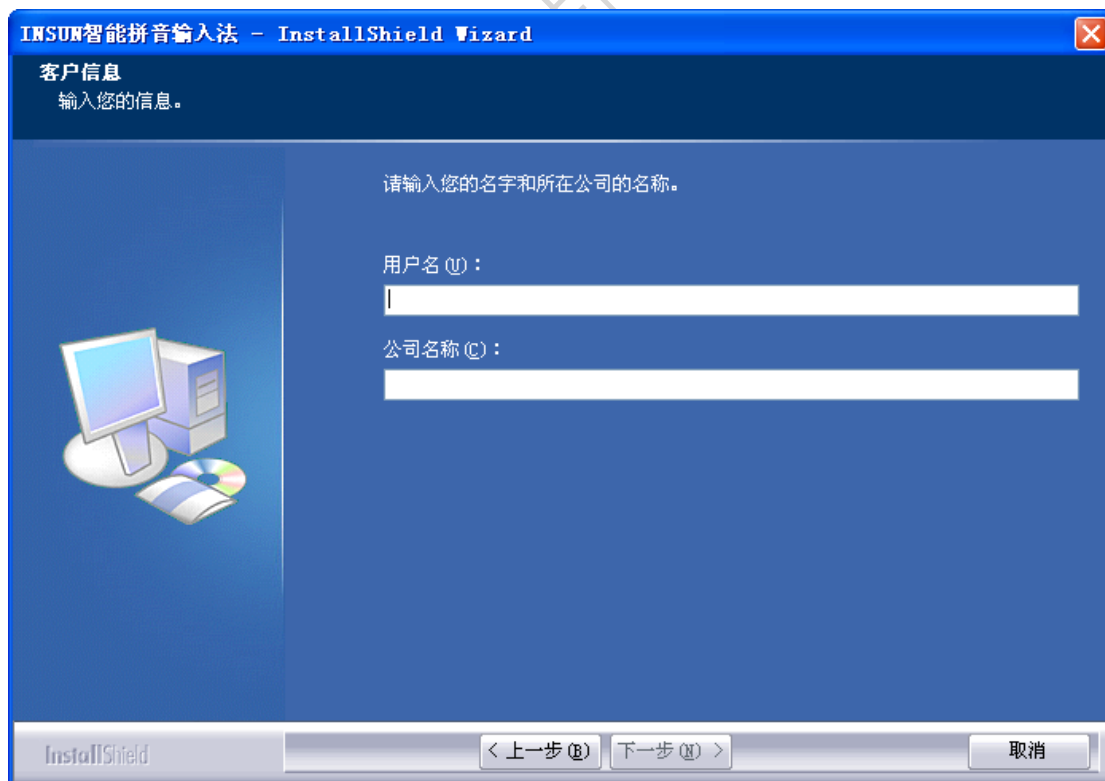 INSUN智能拼音输入法 - InstallShield Wizard
客户信息
输入您的信息。
请输入您的名字和所在公司的名称。
用户名(U)：
公司名称(C)：
InstallShield
< 上一步(B)
下一步(N) >
取消